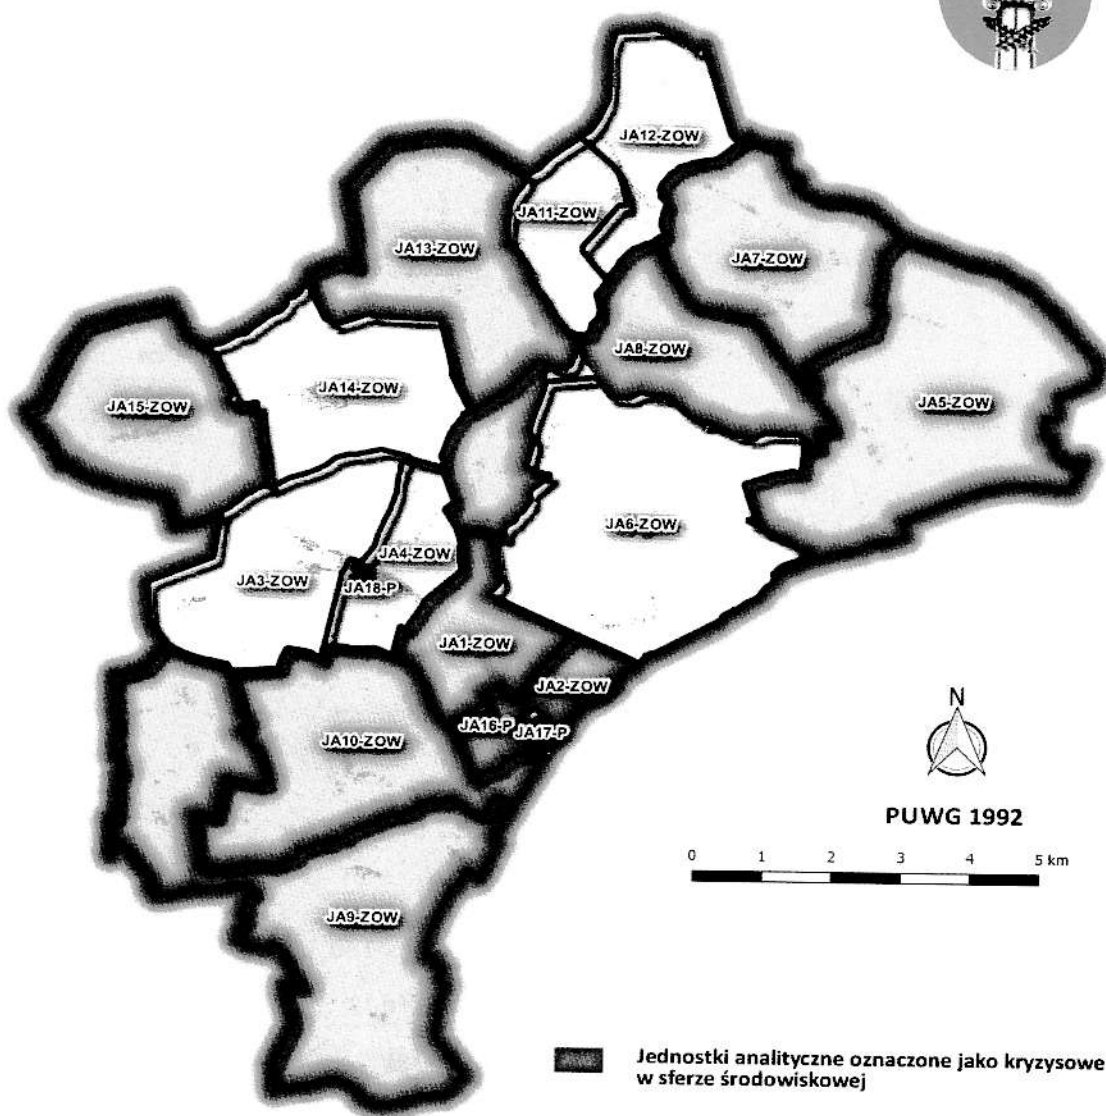 JA12-ZOW
JA11-ZOW
JA13-ZOW
JA7-ZOW
JA8-ZOW
JA14-ZOW
JA15-ZOW
JA5-ZOW
JA6-ZOW
JA4-ZOW
JA3-ZOW
JA18-P
JA1-ZOW
JA2-ZOW
JA16-P
JA17-P
JA10-ZOW
JA9-ZOW
N
PUWG 1992
0 1 2 3 4 5 km
Jednostki analityczne oznaczone jako kryzysowe
w sferze środowiskowej